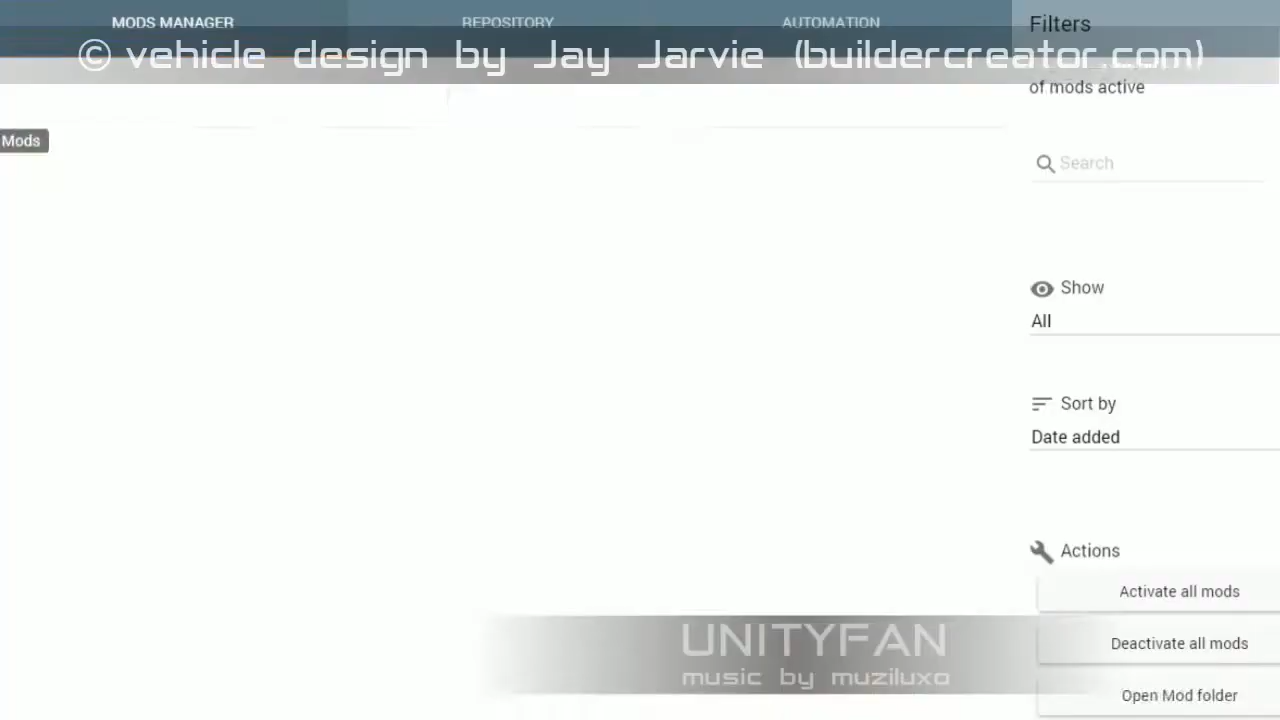 MODS MANAGER
REPOSITORY
AUTOMATION
Filters
© vehicle design by Jay Jarvie (buildercreator.com)
of mods active
Mods
Search
Show
All
Sort by
Date added
Actions
Activate all mods
Deactivate all mods
Open Mod folder
UNITYFAN
music by muziluxa